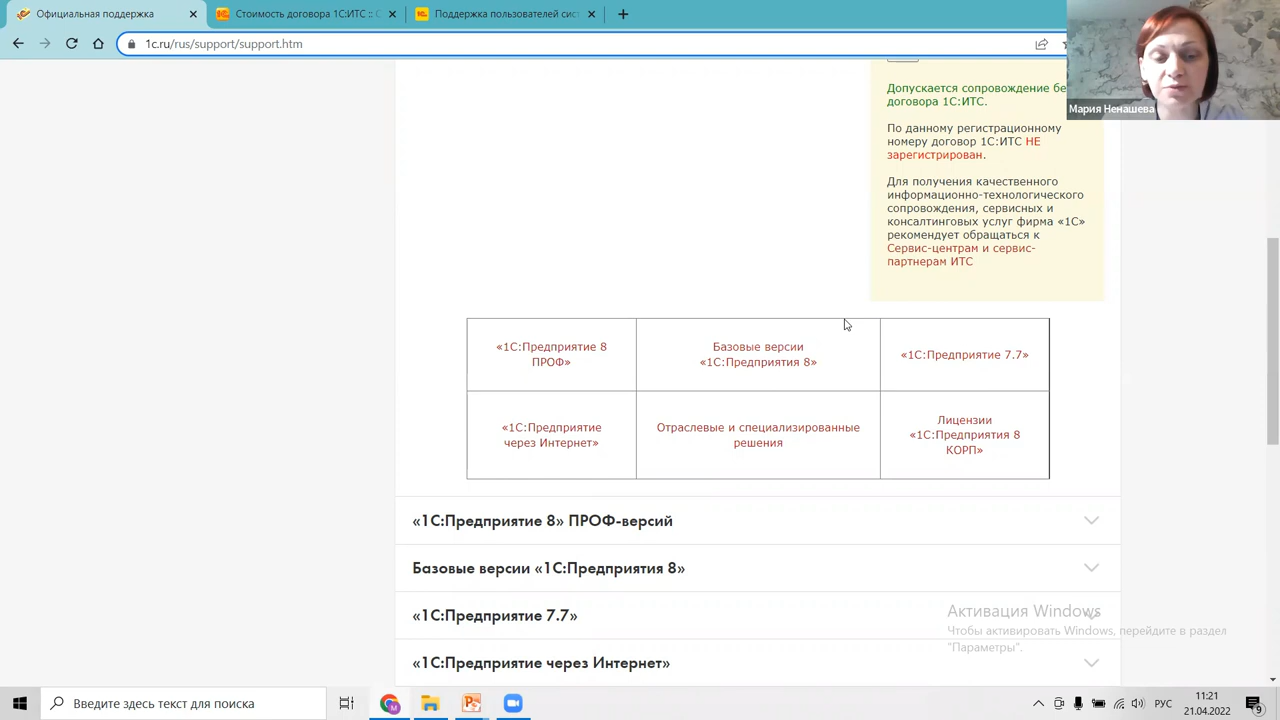 Официальная поддержка
Стоимость договора 1С:ИТС :: С
Поддержка пользователей сист
1c.ru/rus/support/support.htm
Мария Ненашева
Допускается сопровождение бе
договора 1С:ИТС.
По данному регистрационному
номеру договор 1С:ИТС НЕ
зарегистрирован.
Для получения качественного
информационно-технологического
сопровождения, сервисных и
консалтинговых услуг фирма «1С»
рекомендует обращаться к
Сервис-центрам и сервис-
партнерам ИТС
«1С:Предприятие 8
ПРОФ»
Базовые версии
«1С:Предприятия 8»
«1С:Предприятие 7.7»
«1С:Предприятие
через Интернет»
Отраслевые и специализированные
решения
Лицензии
«1С:Предприятия 8
КОРП»
«1С:Предприятие 8» ПРОФ-версий
Базовые версии «1С:Предприятия 8»
«1С:Предприятие 7.7»
«1С:Предприятие через Интернет»
Активация Windows
Чтобы активировать Windows, перейдите в раздел
"Параметры".
Введите здесь текст для поиска
РУС
11:21
21.04.2022
9